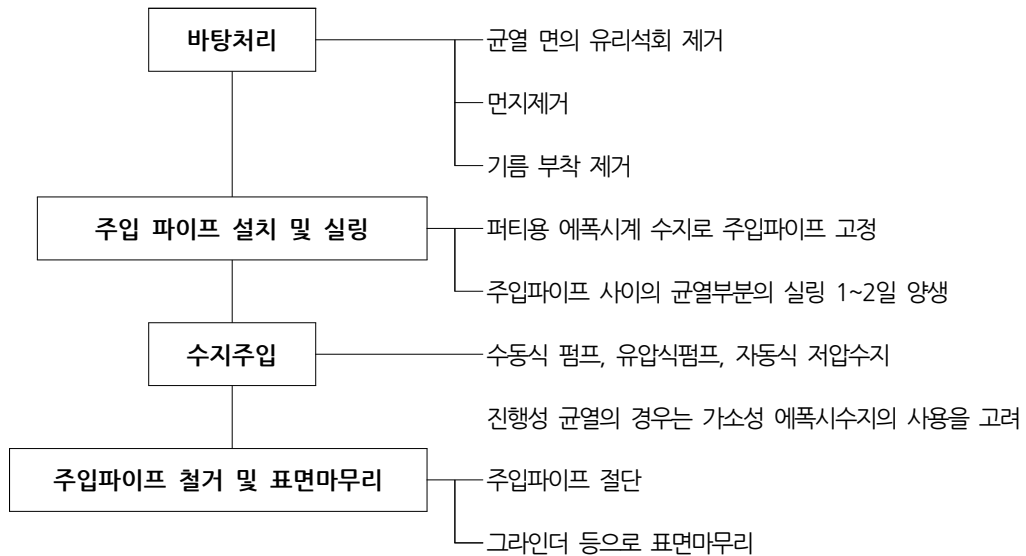 바탕처리
균열 면의 유리석회 제거
먼지제거
기름 부착 제거
주입 파이프 설치 및 실링
퍼티용 에폭시계 수지로 주입파이프 고정
주입파이프 사이의 균열부분의 실링 1~2일 양생
수지주입
수동식 펌프, 유압식펌프, 자동식 저압수지
진행성 균열의 경우는 가소성 에폭시수지의 사용을 고려
주입파이프 철거 및 표면마무리
주입파이프 절단
그라인더 등으로 표면마무리